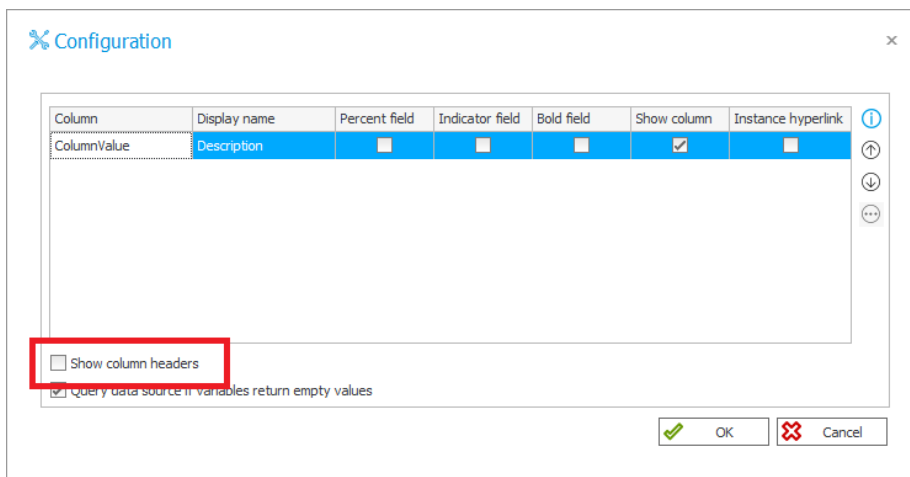 Configuration
Column Display name Percent field Indicator field Bold field Show column Instance hyperlink
ColumnValue Description
Show column headers
Query data source if variables return empty values
OK Cancel